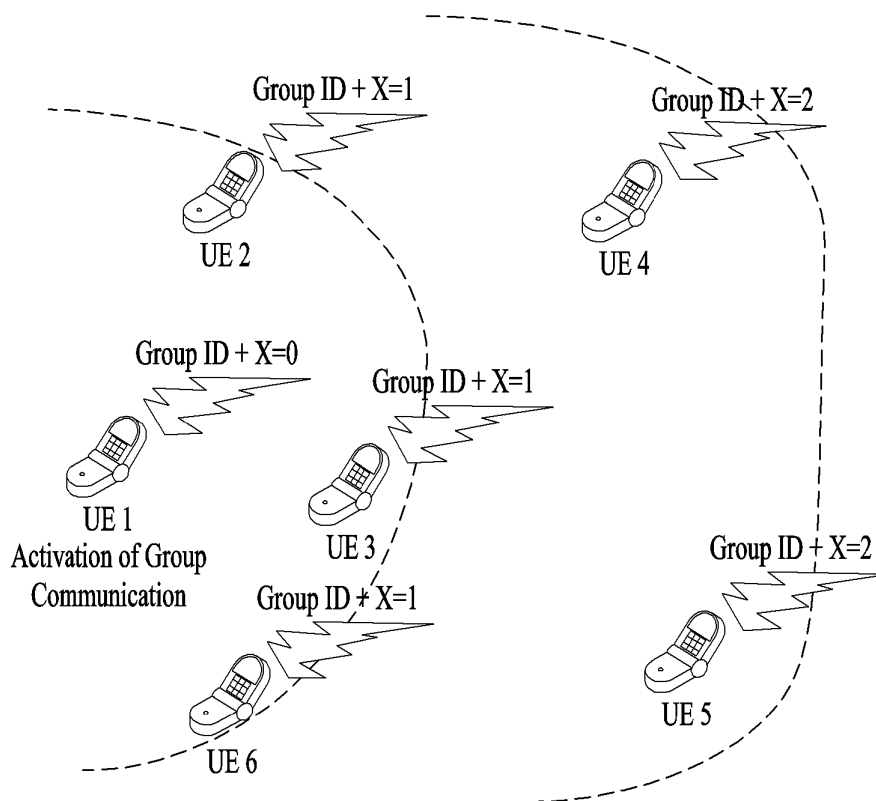 Group ID + X=1
Group ID + X=2
UE 2
UE 4
Group ID + X=0
Group ID + X=1
UE 1
Activation of Group
Communication
UE 3
Group ID + X=2
Group ID + X=1
UE 5
UE 6